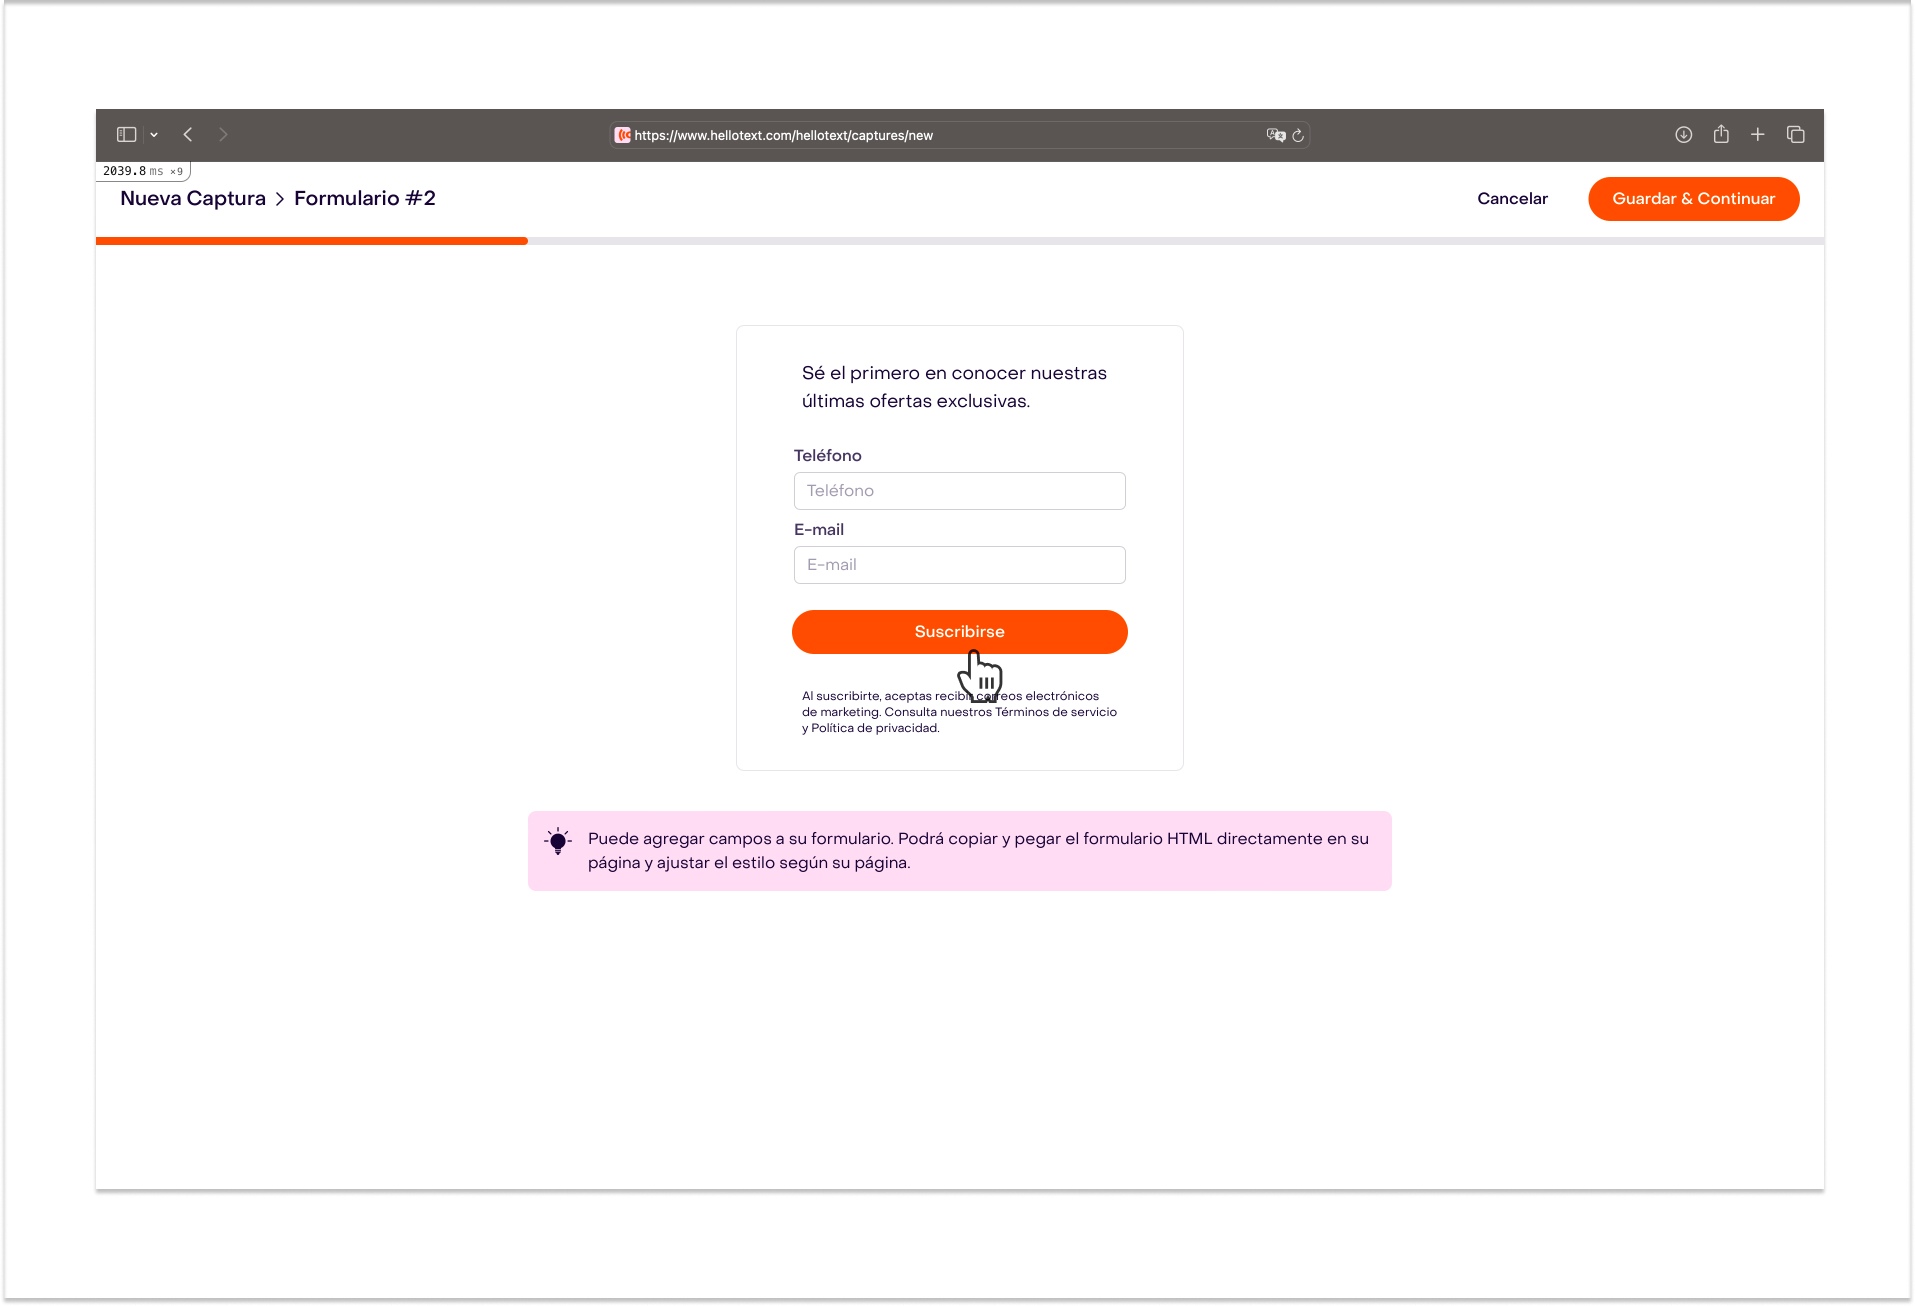 https://www.hellotext.com/hellotext/captures/new
2039.8 ms ×9
Nueva Captura > Formulario #2
Cancelar
Guardar & Continuar
Sé el primero en conocer nuestras
últimas ofertas exclusivas.
Teléfono
Teléfono
E-mail
E-mail
Suscribirse
Al suscribirte, aceptas recibir correos electrónicos
de marketing. Consulta nuestros Términos de servicio
y Política de privacidad.
Puede agregar campos a su formulario. Podrá copiar y pegar el formulario HTML directamente en su
página y ajustar el estilo según su página.